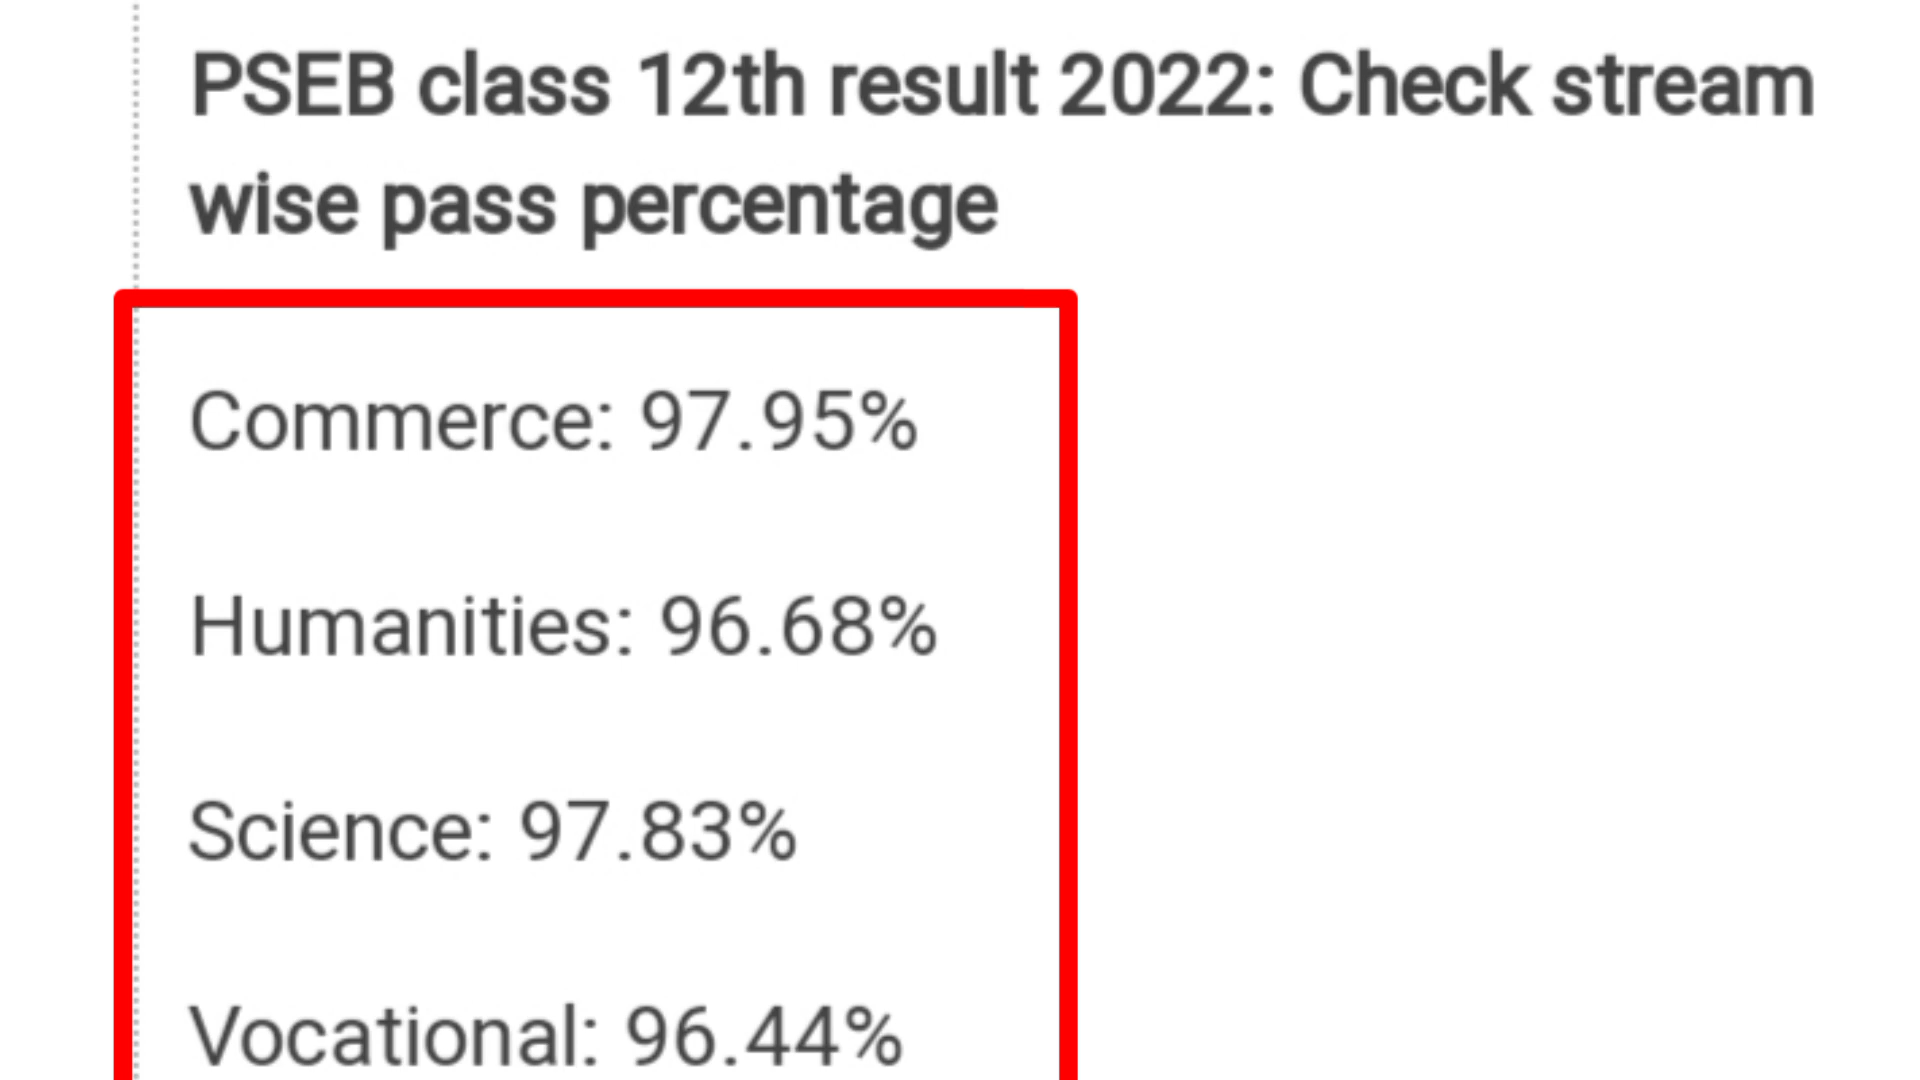 PSEB class 12th result 2022: Check stream
wise pass percentage
Commerce: 97.95%
Humanities: 96.68%
Science: 97.83%
Vocational: 96.44%